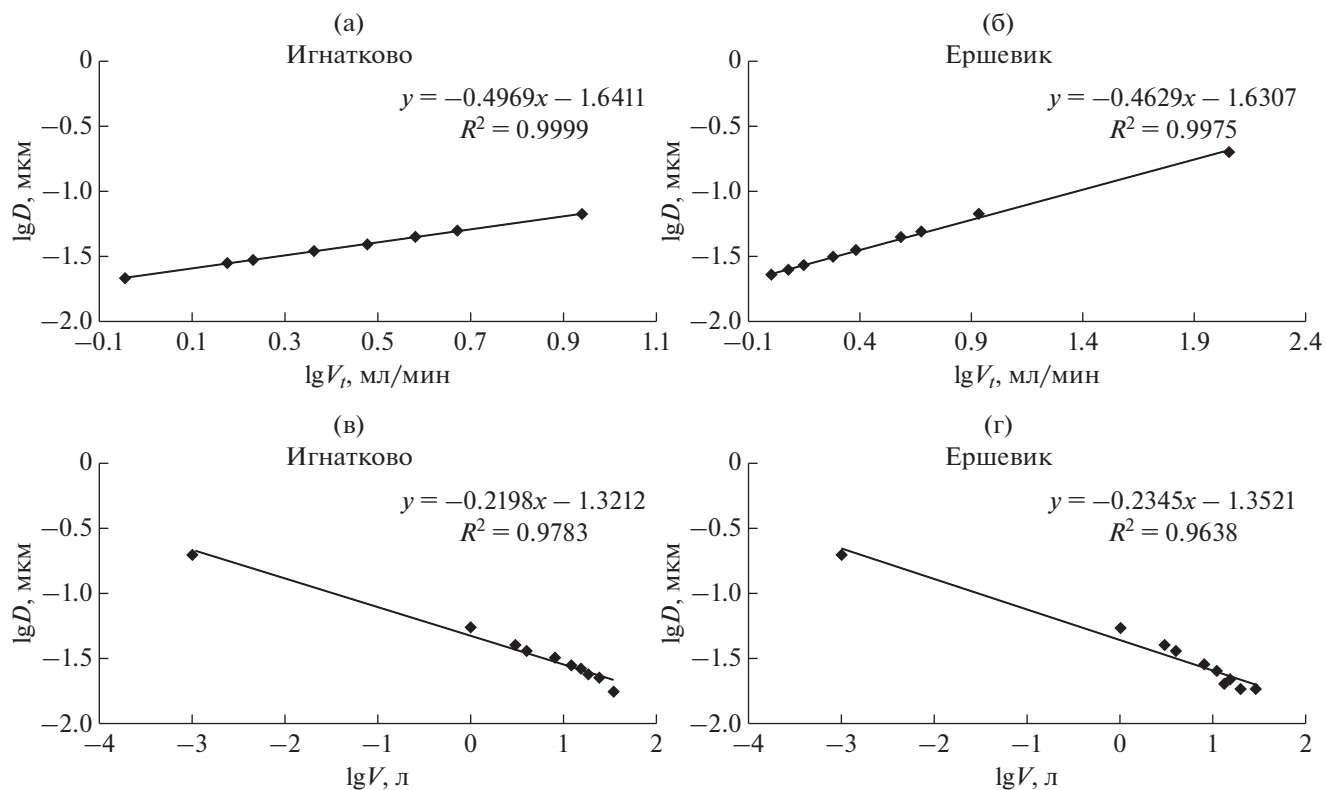 (а)
Игнатково
y = −0.4969x − 1.6411
R² = 0.9999
0
−0.5
−1.0
−1.5
−2.0
lgD, мкм
−0.1 0.1 0.3 0.5 0.7 0.9 1.1
lgVₜ, мл/мин
(б)
Ершевик
y = −0.4629x − 1.6307
R² = 0.9975
0
−0.5
−1.0
−1.5
−2.0
lgD, мкм
−0.1 0.4 0.9 1.4 1.9 2.4
lgVₜ, мл/мин
(в)
Игнатково
y = −0.2198x − 1.3212
R² = 0.9783
0
−0.5
−1.0
−1.5
−2.0
lgD, мкм
−4 −3 −2 −1 0 1 2
lgV, л
(г)
Ершевик
y = −0.2345x − 1.3521
R² = 0.9638
0
−0.5
−1.0
−1.5
−2.0
lgD, мкм
−4 −3 −2 −1 0 1 2
lgV, л